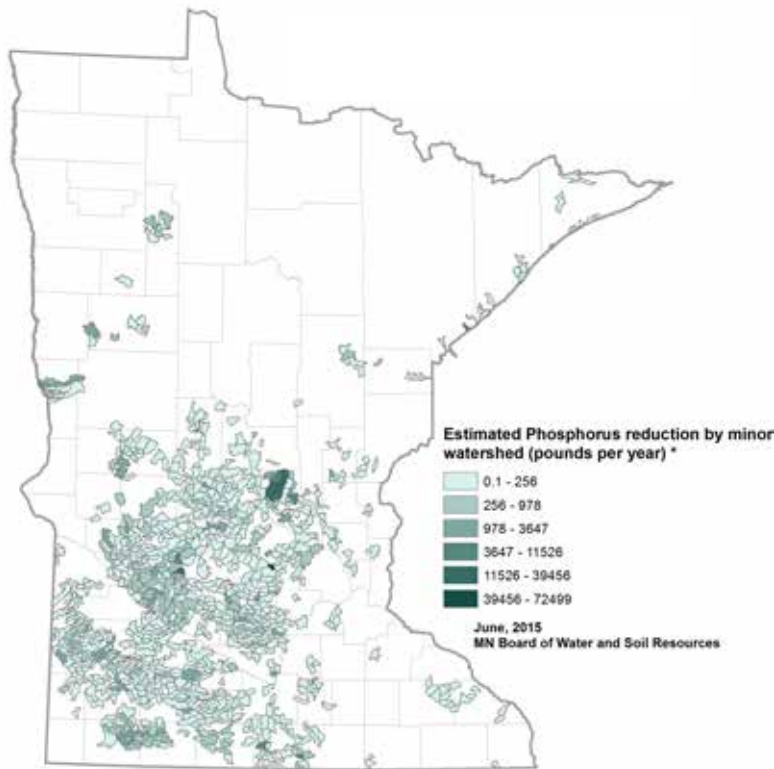 Estimated Phosphorus reduction by minor
watershed (pounds per year) *
0.1 - 256
256 - 978
978 - 3647
3647 - 11526
11526 - 39456
39456 - 72499
June, 2015
MN Board of Water and Soil Resources